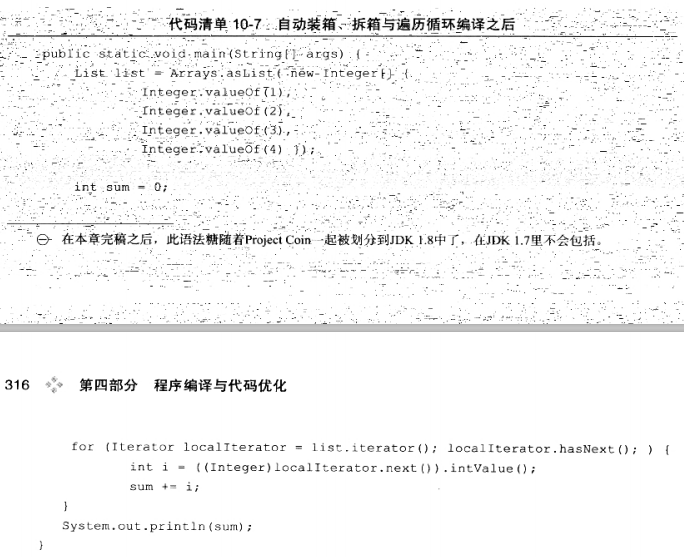 代码清单 10-7 自动装箱、拆箱与遍历循环编译之后
public static void main(String[] args) {
List list = Arrays.asList( new Integer[] {
Integer.valueOf(1),
Integer.valueOf(2),
Integer.valueOf(3),
Integer.valueOf(4) });
int sum = 0;
㊀ 在本章完稿之后，此语法糖随着Project Coin一起被划分到JDK 1.8中了，在JDK 1.7里不会包括。
316 第四部分 程序编译与代码优化
for (Iterator localIterator = list.iterator(); localIterator.hasNext(); ) {
int i = ((Integer)localIterator.next()).intValue();
sum += i;
}
System.out.println(sum);
}